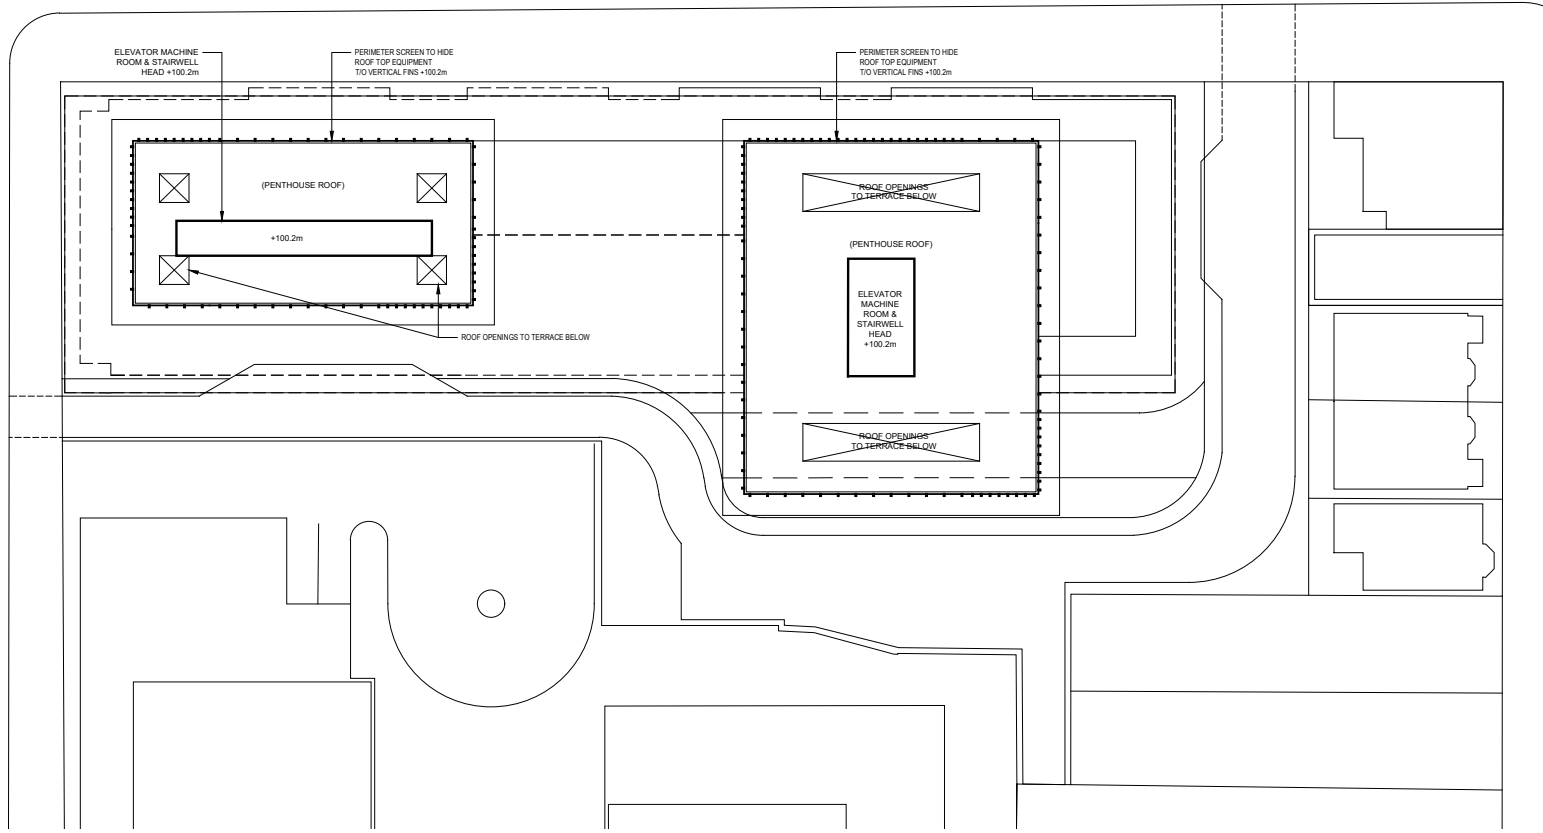 ELEVATOR MACHINE
ROOM & STAIRWELL
HEAD +100.2m
PERIMETER SCREEN TO HIDE
ROOF TOP EQUIPMENT
T/O VERTICAL FINS +100.2m
PERIMETER SCREEN TO HIDE
ROOF TOP EQUIPMENT
T/O VERTICAL FINS +100.2m
(PENTHOUSE ROOF)
+100.2m
ROOF OPENINGS TO TERRACE BELOW
ROOF OPENINGS
TO TERRACE BELOW
(PENTHOUSE ROOF)
ELEVATOR
MACHINE
ROOM &
STAIRWELL
HEAD
+100.2m
ROOF OPENINGS
TO TERRACE BELOW